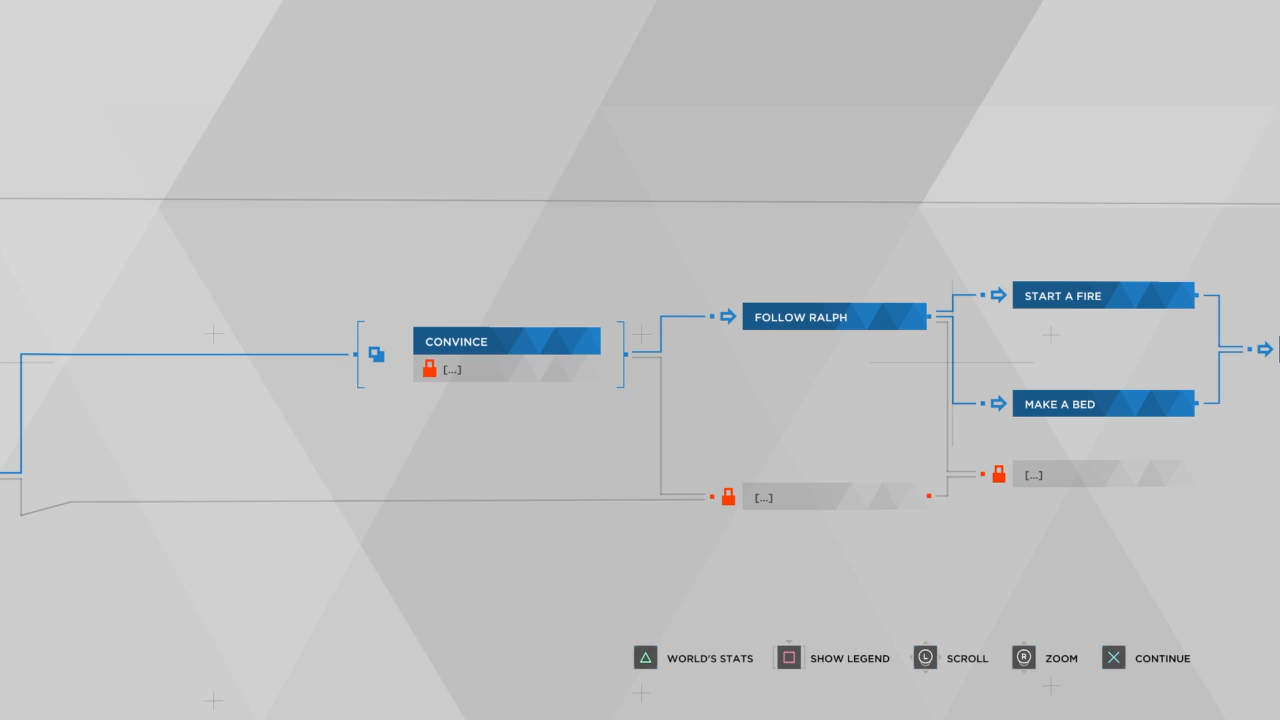 CONVINCE
[...]
FOLLOW RALPH
START A FIRE
MAKE A BED
[...]
[...]
WORLD'S STATS
SHOW LEGEND
L
SCROLL
R
ZOOM
CONTINUE